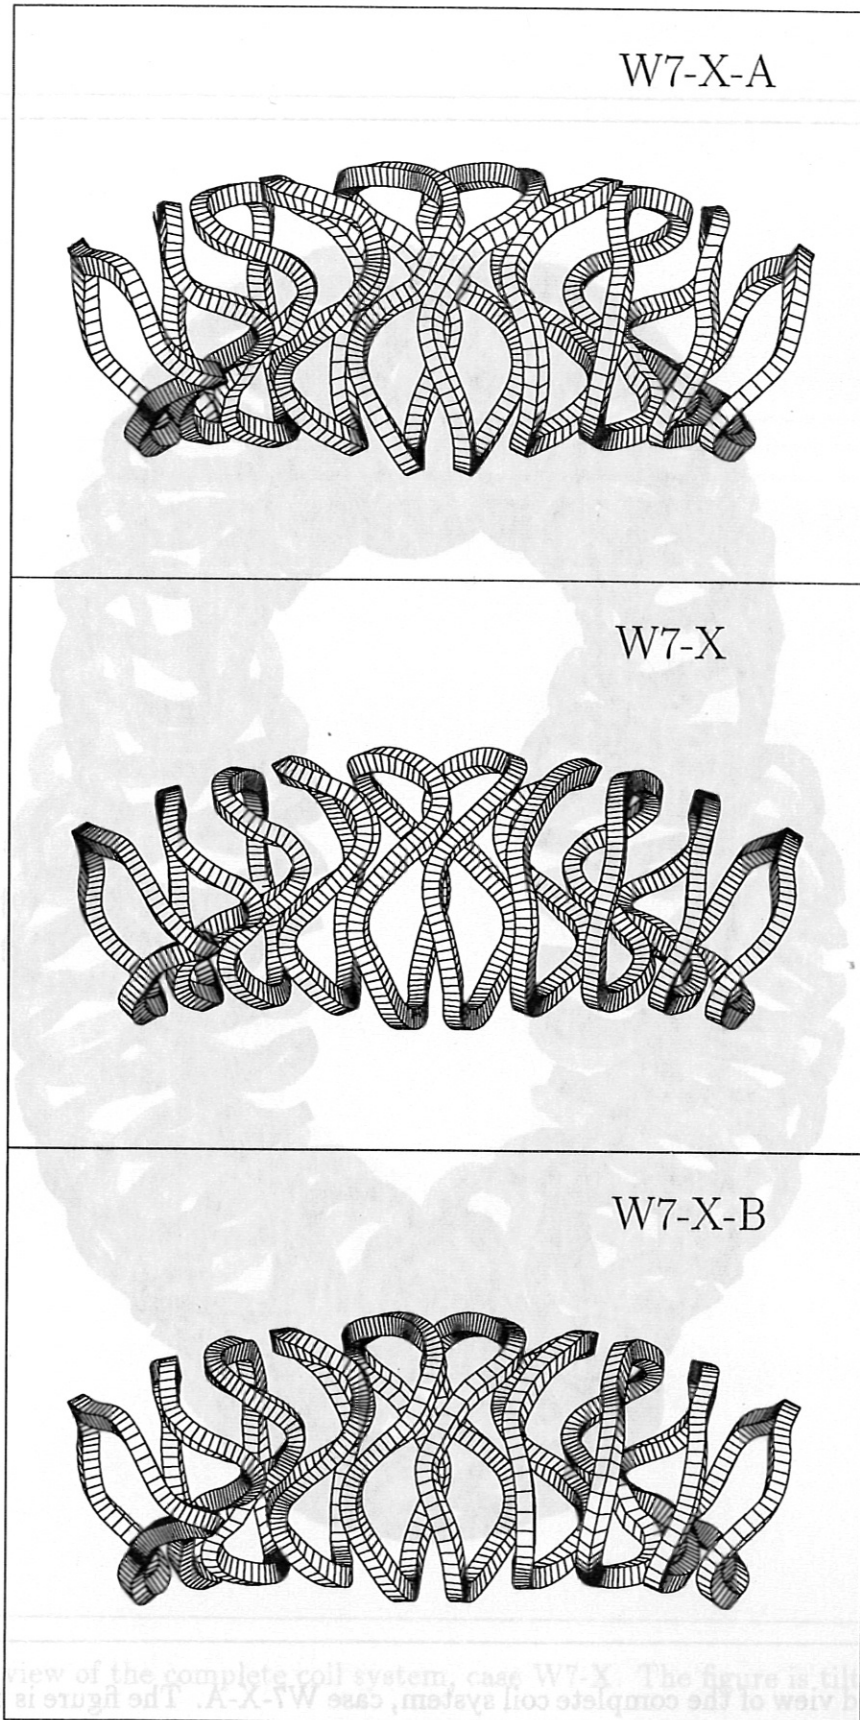 W7-X-A
W7-X
W7-X-B
view of the complete coil system, case W7-X. The figure is tilt
d view of the complete coil system, case W7-X-A. The figure is